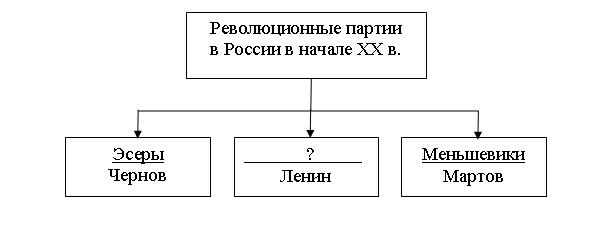 Революционные партии
в России в начале XX в.
Эсеры
Чернов
?
Ленин
Меньшевики
Мартов